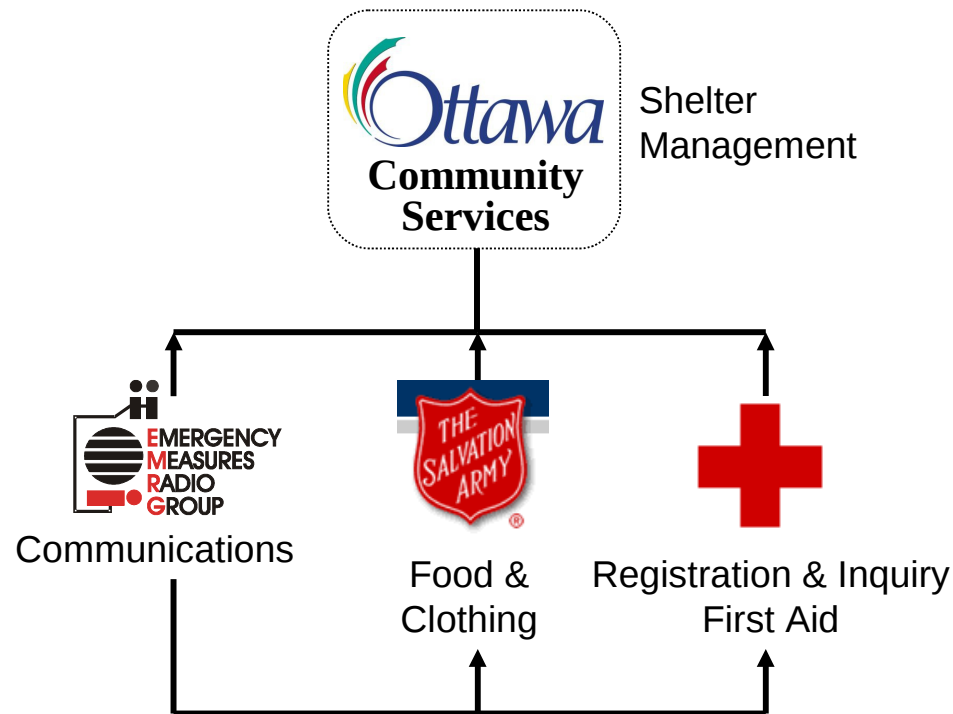 Ottawa
Community
Services
Shelter
Management
EMERGENCY
MEASURES
RADIO
GROUP
Communications
THE
SALVATION
ARMY
®
Food &
Clothing
Registration & Inquiry
First Aid